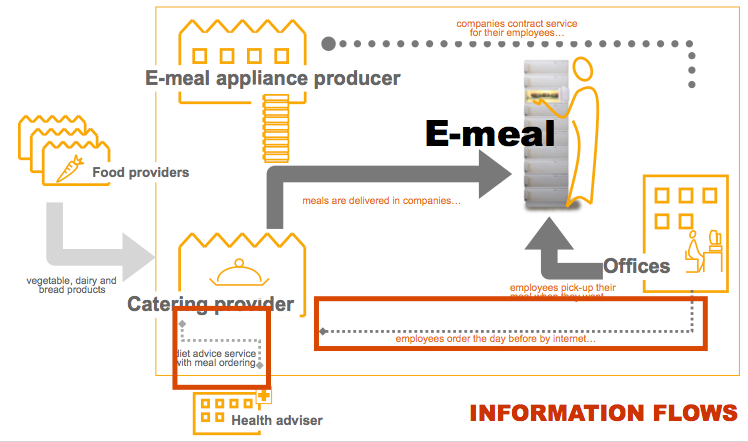 companies contract service
for their employees...
E-meal appliance producer
E-meal
Food providers
meals are delivered in companies...
vegetable, dairy and
bread products
Offices
employees pick-up their
meal when they want
Catering provider
employees order the day before by internet...
diet advice service
with meal ordering
Health adviser
INFORMATION FLOWS